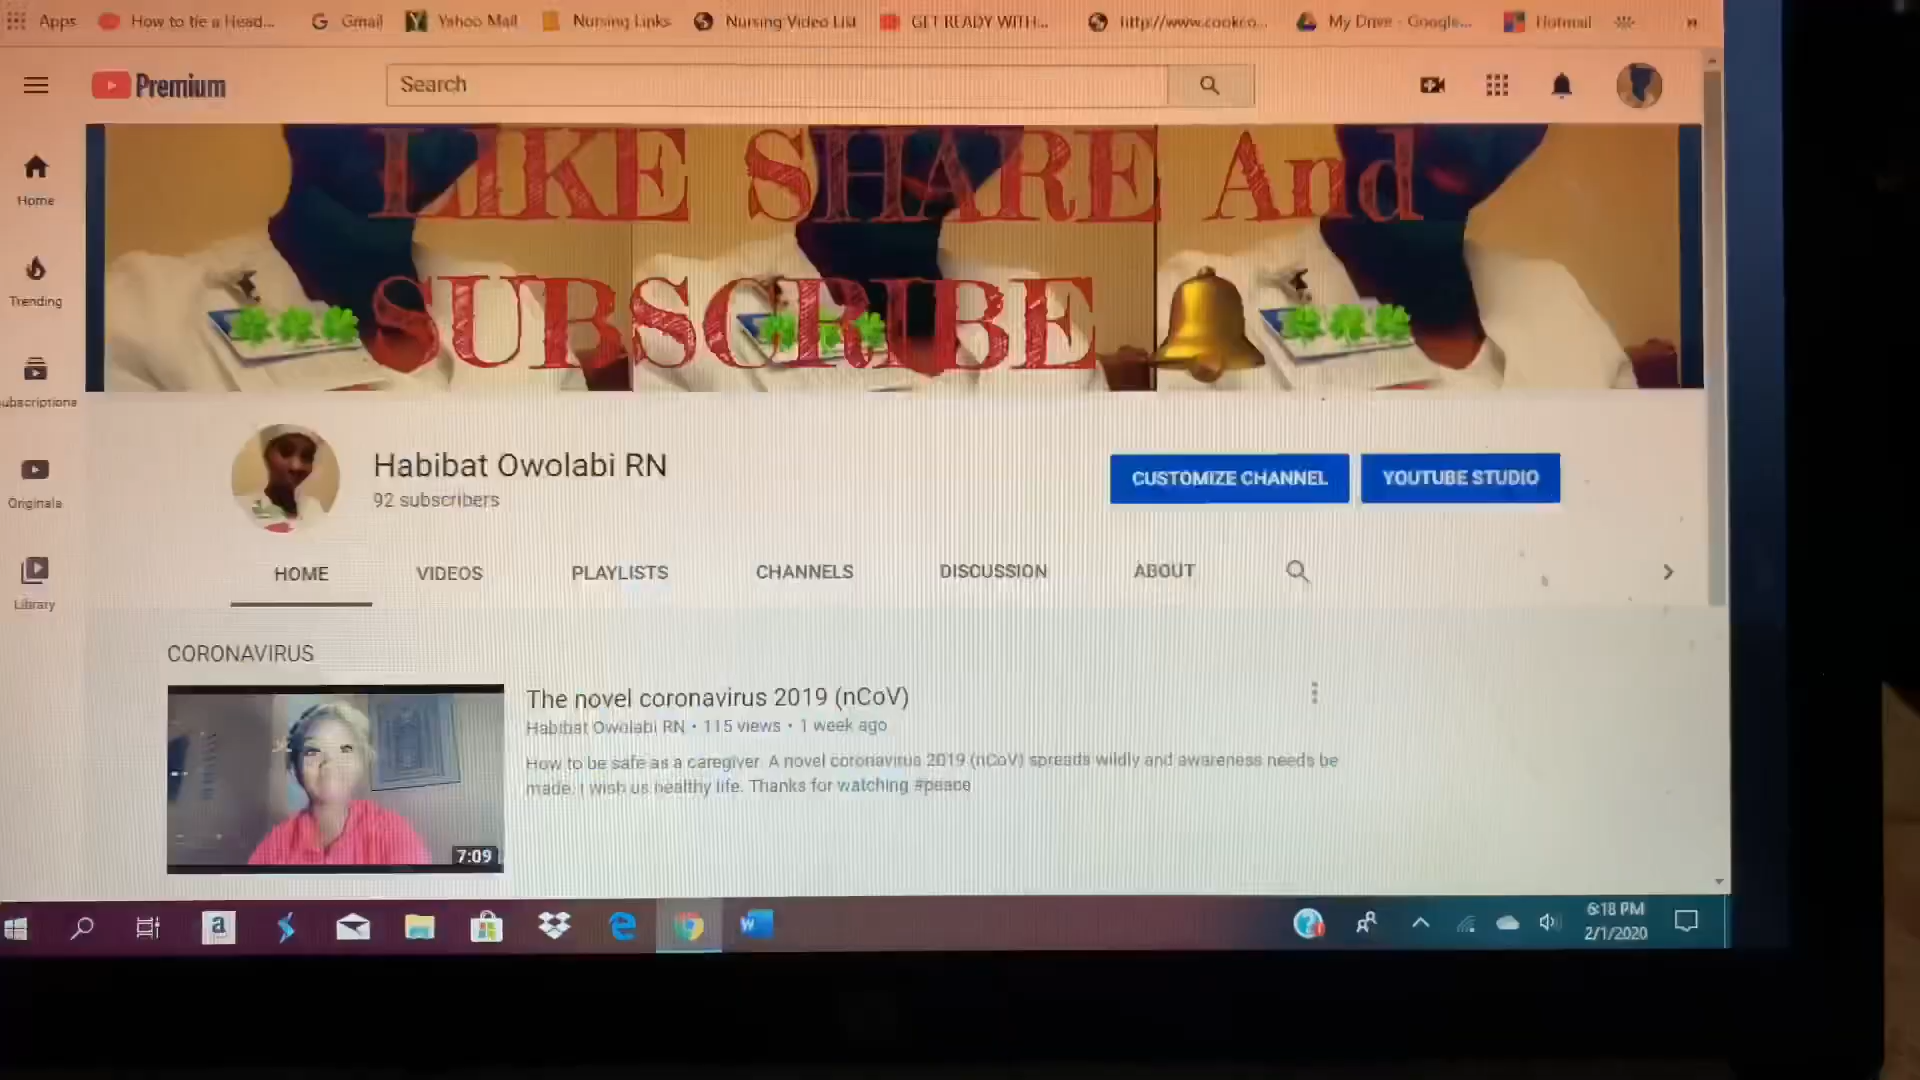 Apps How to tie a Head... Gmail Yahoo Mail Nursing Links Nursing Video List GET READY WITH... http://www.cookco... My Drive - Google... Hotmail »
Premium
Search
LIKE SHARE And
SUBSCRIBE
Home
Trending
ubscriptions
Originals
Library
Habibat Owolabi RN
92 subscribers
CUSTOMIZE CHANNEL
YOUTUBE STUDIO
HOME VIDEOS PLAYLISTS CHANNELS DISCUSSION ABOUT
CORONAVIRUS
The novel coronavirus 2019 (nCoV)
Habibat Owolabi RN • 115 views • 1 week ago
How to be safe as a caregiver. A novel coronavirus 2019 (nCoV) spreads wildly and awareness needs be
made. I wish us healthy life. Thanks for watching #peace
7:09
6:18 PM
2/1/2020